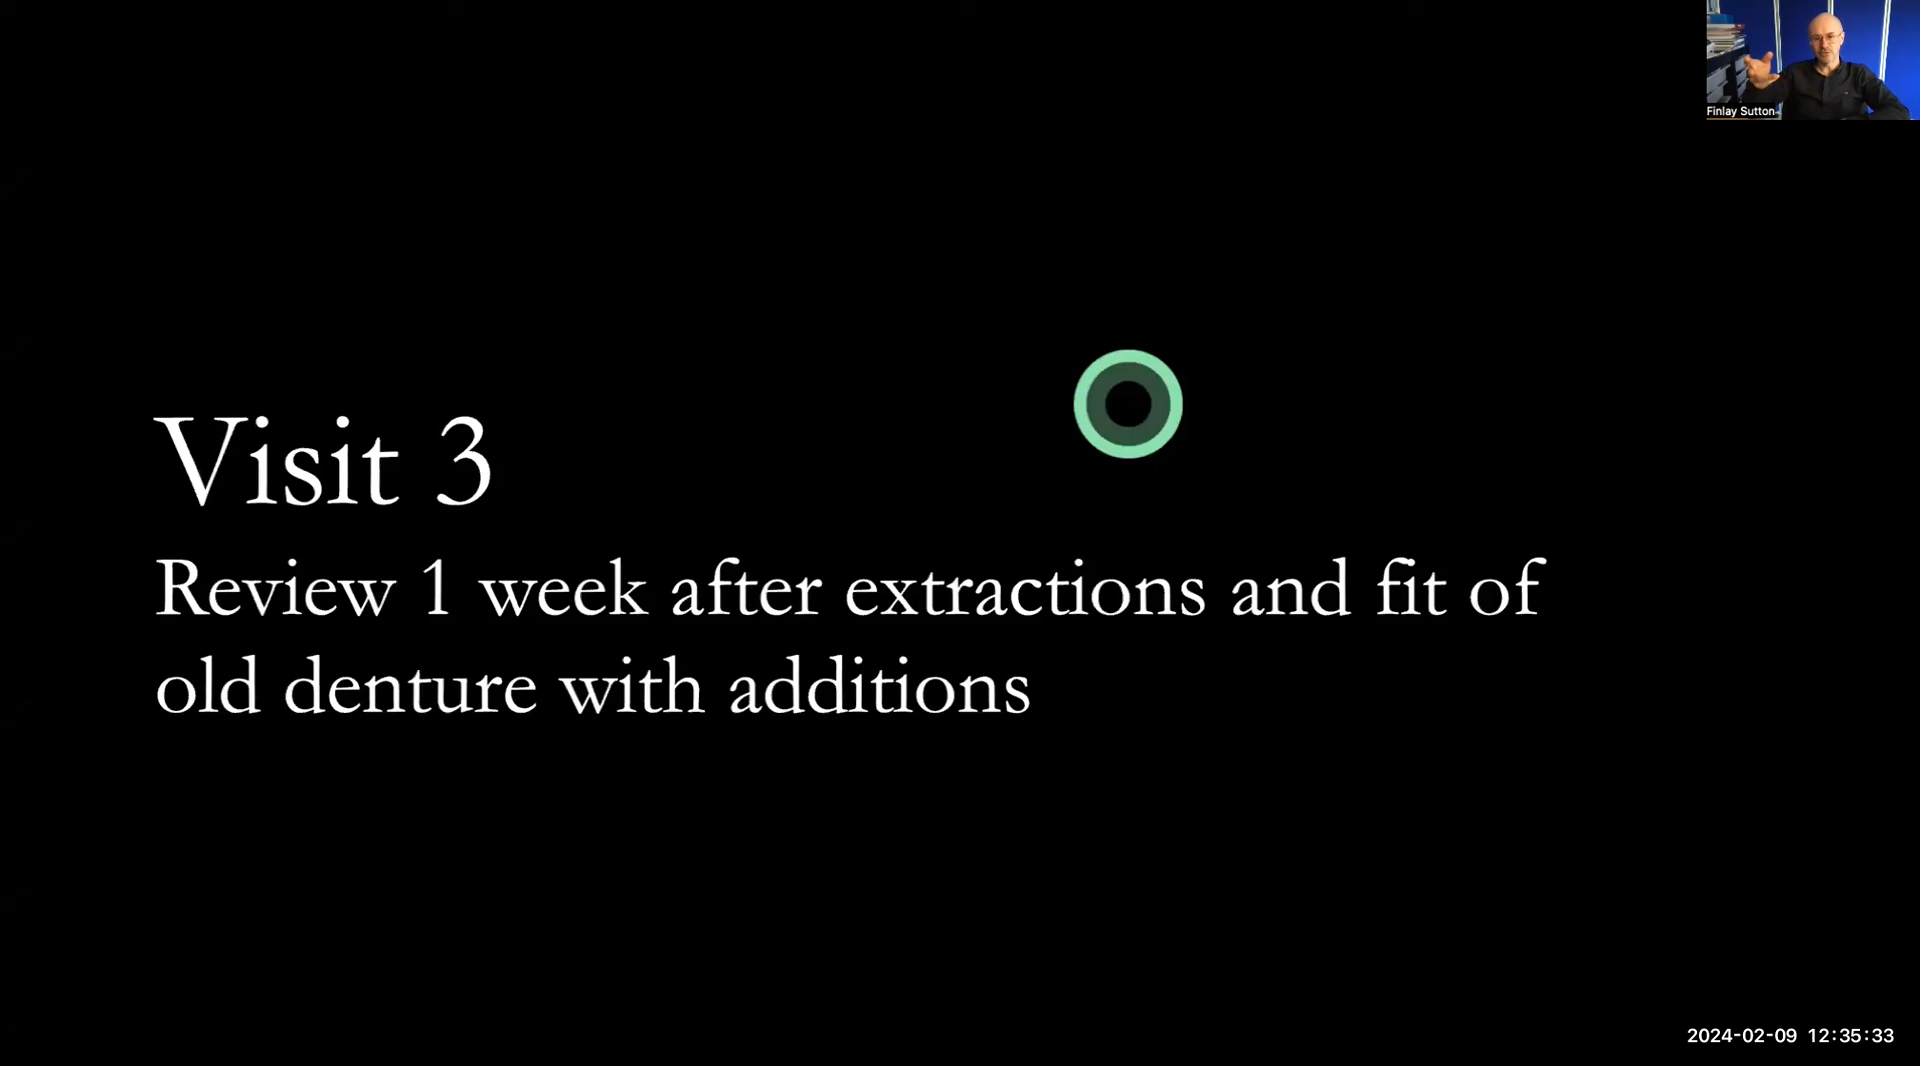 Finlay Sutton
Visit 3
Review 1 week after extractions and fit of
old denture with additions
2024-02-09 12:35:33